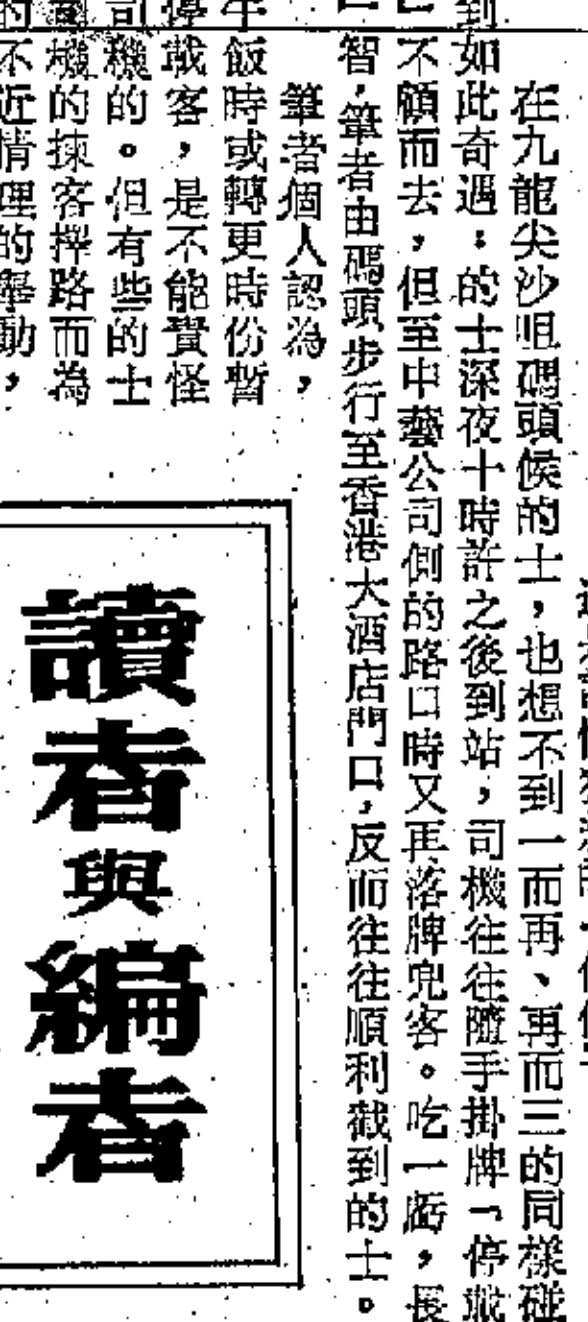 在九龍尖沙咀碼頭候的士，也想不到一而再、再而三的同樣碰
到如此奇遇：的士深夜十時許之後到站，司機往往隨手掛牌「停載
不顧而去，但至中藝公司側的路口時又再落牌兜客。吃一虧，長
智，筆者由碼頭步行至香港大酒店門口，反而往往順利截到的士。
筆者個人認為，
午飯時或轉更時份暫
停載客，是不能責怪
司機的。但有些的士
司機的揀客擇路而為
的不近情理的舉動，
讀者與編者